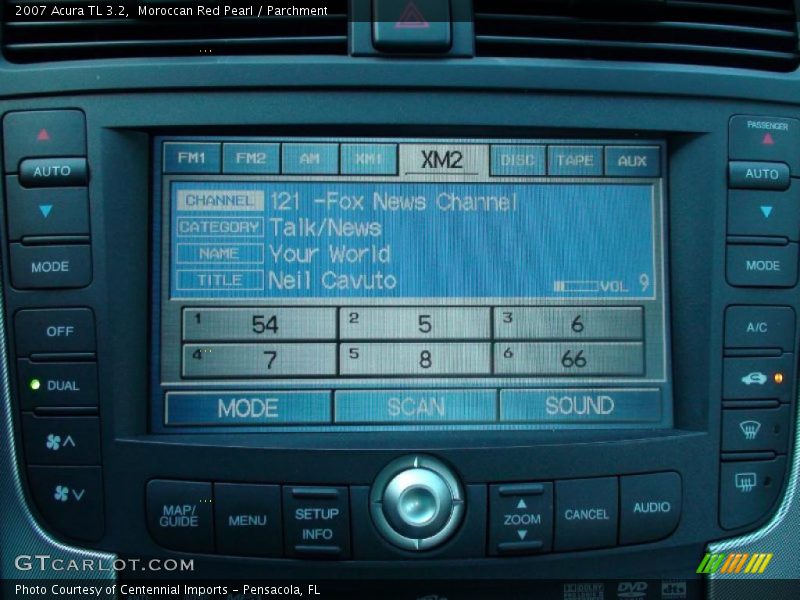 2007 Acura TL 3.2, Moroccan Red Pearl / Parchment
PASSENGER
AUTO
AUTO
MODE
MODE
FM1 FM2 AM XM1 XM2 DISC TAPE AUX
CHANNEL 121 -Fox News Channel
CATEGORY Talk/News
NAME Your World
TITLE Neil Cavuto
VOL 9
1 54 2 5 3 6
4 7 5 8 6 66
MODE SCAN SOUND
OFF
DUAL
A/C
MAP/
GUIDE
MENU
SETUP
INFO
ZOOM
CANCEL
AUDIO
GTCARLOT.COM
Photo Courtesy of Centennial Imports - Pensacola, FL
DVD